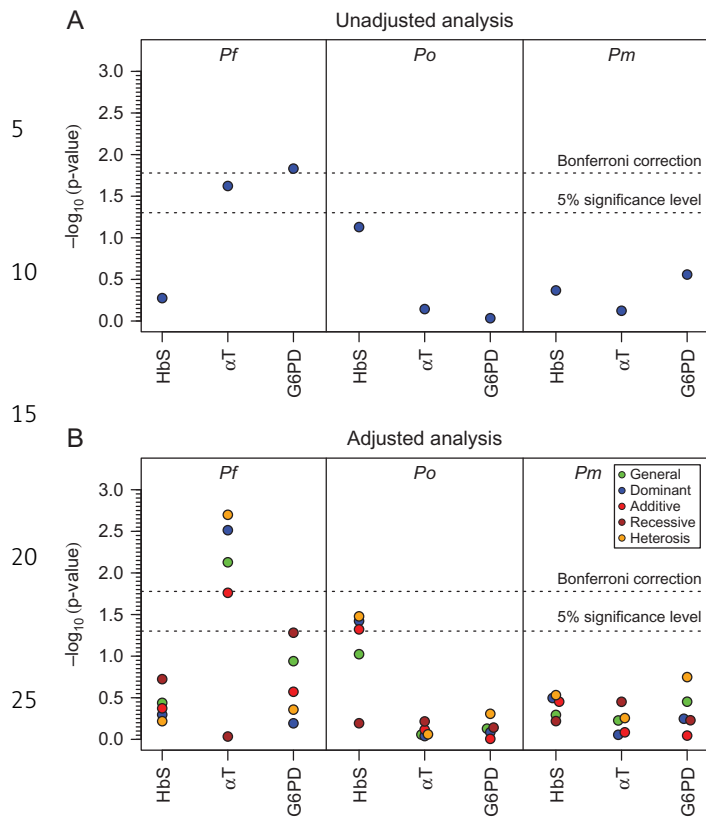 A Unadjusted analysis
Pf Po Pm
3.0
2.5
5
2.0
Bonferroni correction
1.5
5% significance level
1.0
10
0.5
0.0
–log10 (p-value)
HbS αT G6PD HbS αT G6PD HbS αT G6PD
15
B Adjusted analysis
Pf Po Pm
General
Dominant
Additive
Recessive
Heterosis
3.0
2.5
20
2.0
Bonferroni correction
1.5
5% significance level
1.0
25
0.5
0.0
–log10 (p-value)
HbS αT G6PD HbS αT G6PD HbS αT G6PD